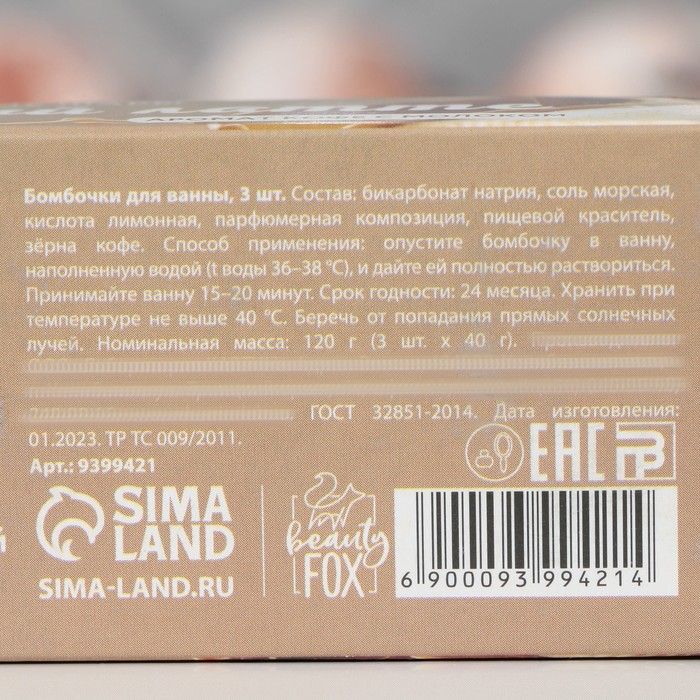 АРОМАТ КОФЕ С МОЛОКОМ
Бомбочки для ванны, 3 шт. Состав: бикарбонат натрия, соль морская,
кислота лимонная, парфюмерная композиция, пищевой краситель,
зёрна кофе. Способ применения: опустите бомбочку в ванну,
наполненную водой (t воды 36–38 °C), и дайте ей полностью раствориться.
Принимайте ванну 15–20 минут. Срок годности: 24 месяца. Хранить при
температуре не выше 40 °C. Беречь от попадания прямых солнечных
лучей. Номинальная масса: 120 г (3 шт. х 40 г).
ГОСТ 32851-2014. Дата изготовления:
01.2023. ТР ТС 009/2011.
Арт.: 9399421
EAC
SIMA
LAND
SIMA-LAND.RU
beauty
FOX
6 900093 994214